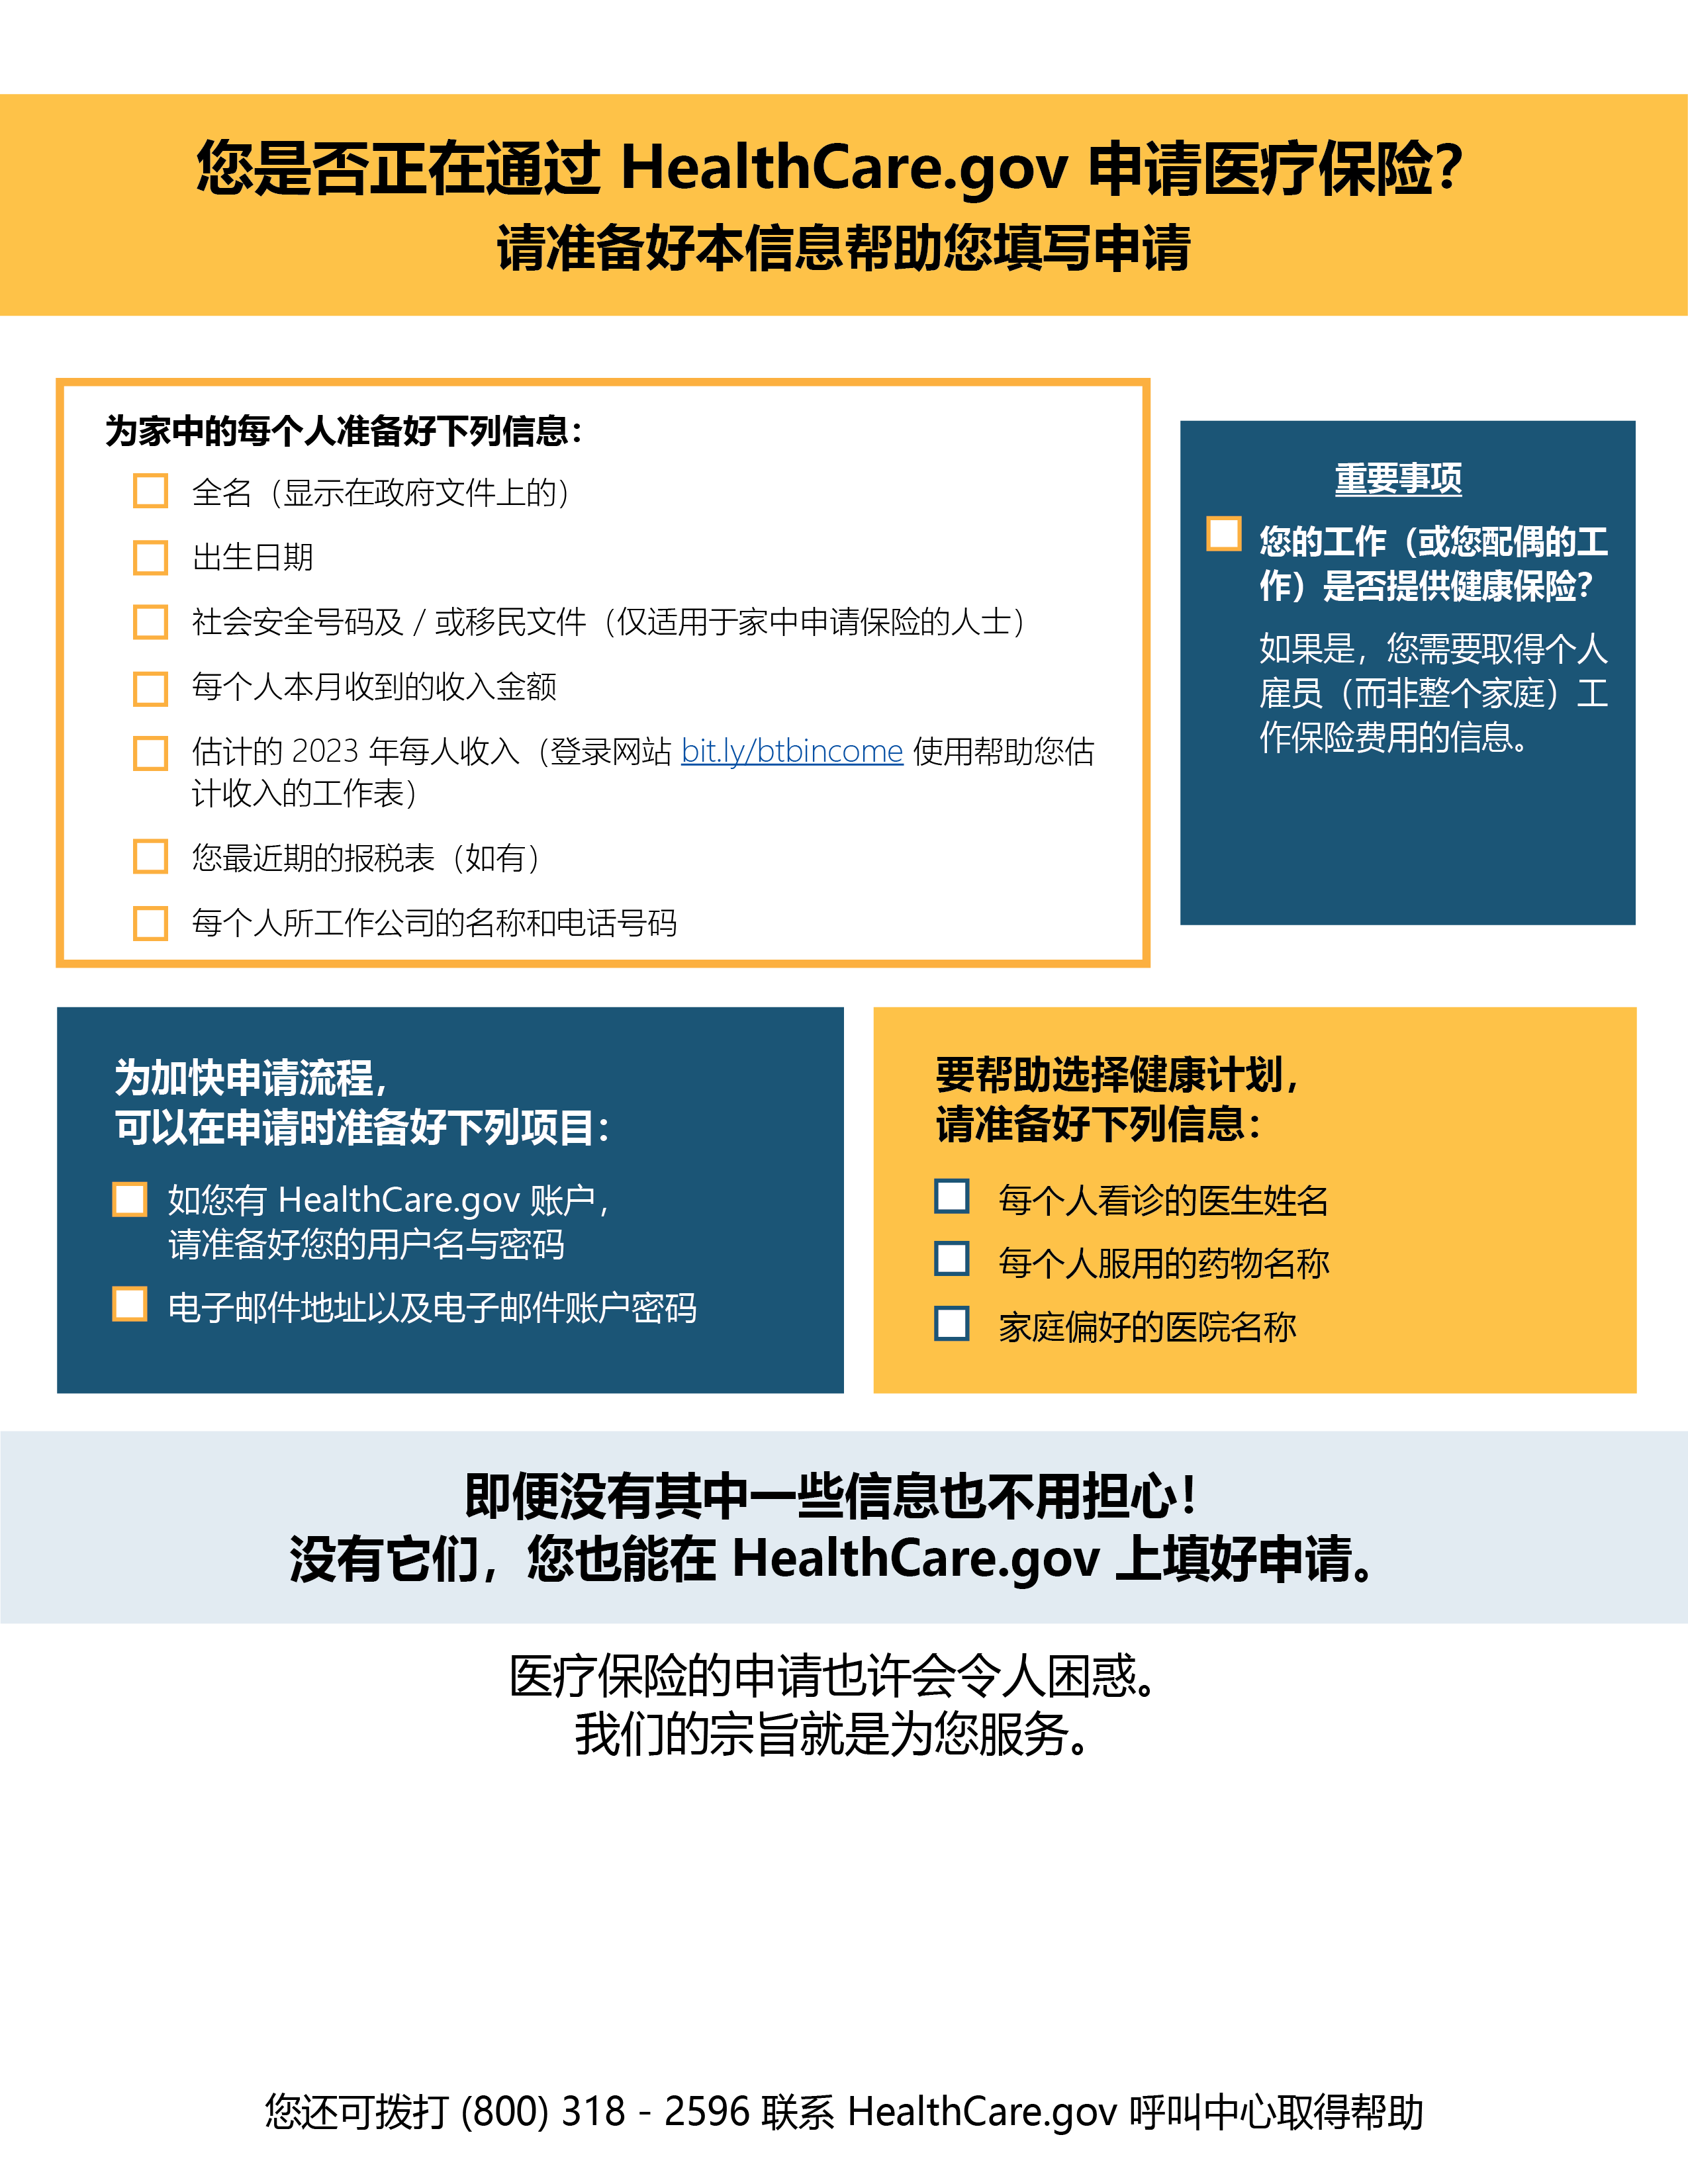 您是否正在通过 HealthCare.gov 申请医疗保险？
请准备好本信息帮助您填写申请
为家中的每个人准备好下列信息：
全名（显示在政府文件上的）
出生日期
社会安全号码及 / 或移民文件（仅适用于家中申请保险的人士）
每个人本月收到的收入金额
估计的 2023 年每人收入（登录网站 bit.ly/btbincome 使用帮助您估
计收入的工作表）
您最近期的报税表（如有）
每个人所工作公司的名称和电话号码
重要事项
您的工作（或您配偶的工
作）是否提供健康保险？
如果是，您需要取得个人
雇员（而非整个家庭）工
作保险费用的信息。
为加快申请流程，
可以在申请时准备好下列项目：
如您有 HealthCare.gov 账户，
请准备好您的用户名与密码
电子邮件地址以及电子邮件账户密码
要帮助选择健康计划，
请准备好下列信息：
每个人看诊的医生姓名
每个人服用的药物名称
家庭偏好的医院名称
即便没有其中一些信息也不用担心！
没有它们，您也能在 HealthCare.gov 上填好申请。
医疗保险的申请也许会令人困惑。
我们的宗旨就是为您服务。
您还可拨打 (800) 318 - 2596 联系 HealthCare.gov 呼叫中心取得帮助